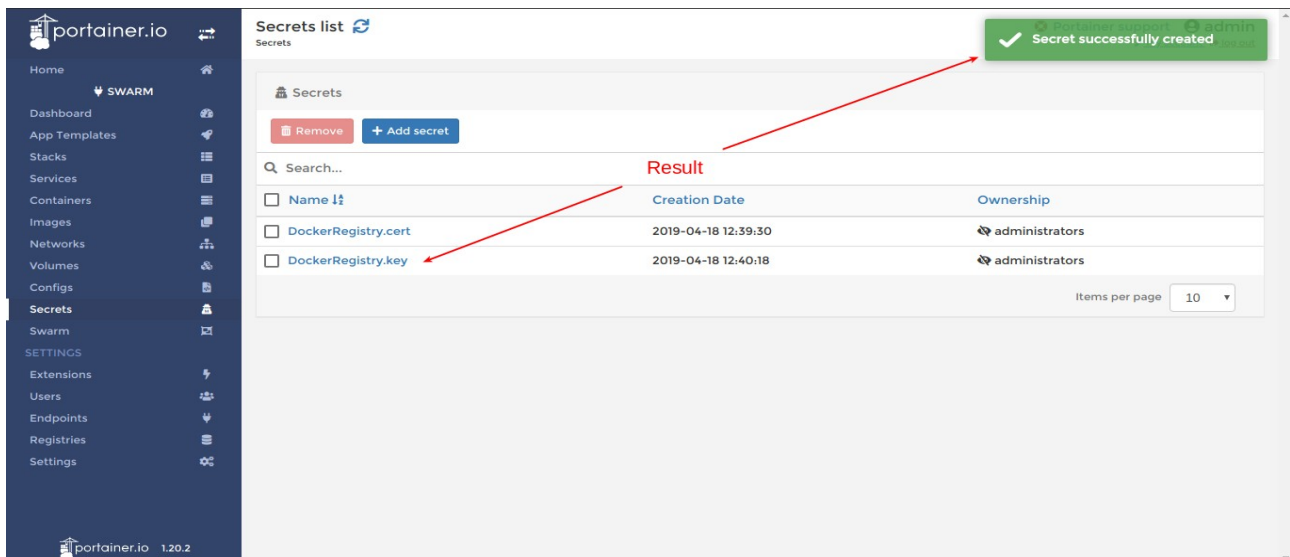 portainer.io
Home
SWARM
Dashboard
App Templates
Stacks
Services
Containers
Images
Networks
Volumes
Configs
Secrets
Swarm
SETTINGS
Extensions
Users
Endpoints
Registries
Settings
portainer.io 1.20.2
Secrets list
Secrets
Portainer support admin
Secret successfully created
Secrets
Remove + Add secret
Search...
Result
Name Creation Date Ownership
DockerRegistry.cert 2019-04-18 12:39:30 administrators
DockerRegistry.key 2019-04-18 12:40:18 administrators
Items per page 10